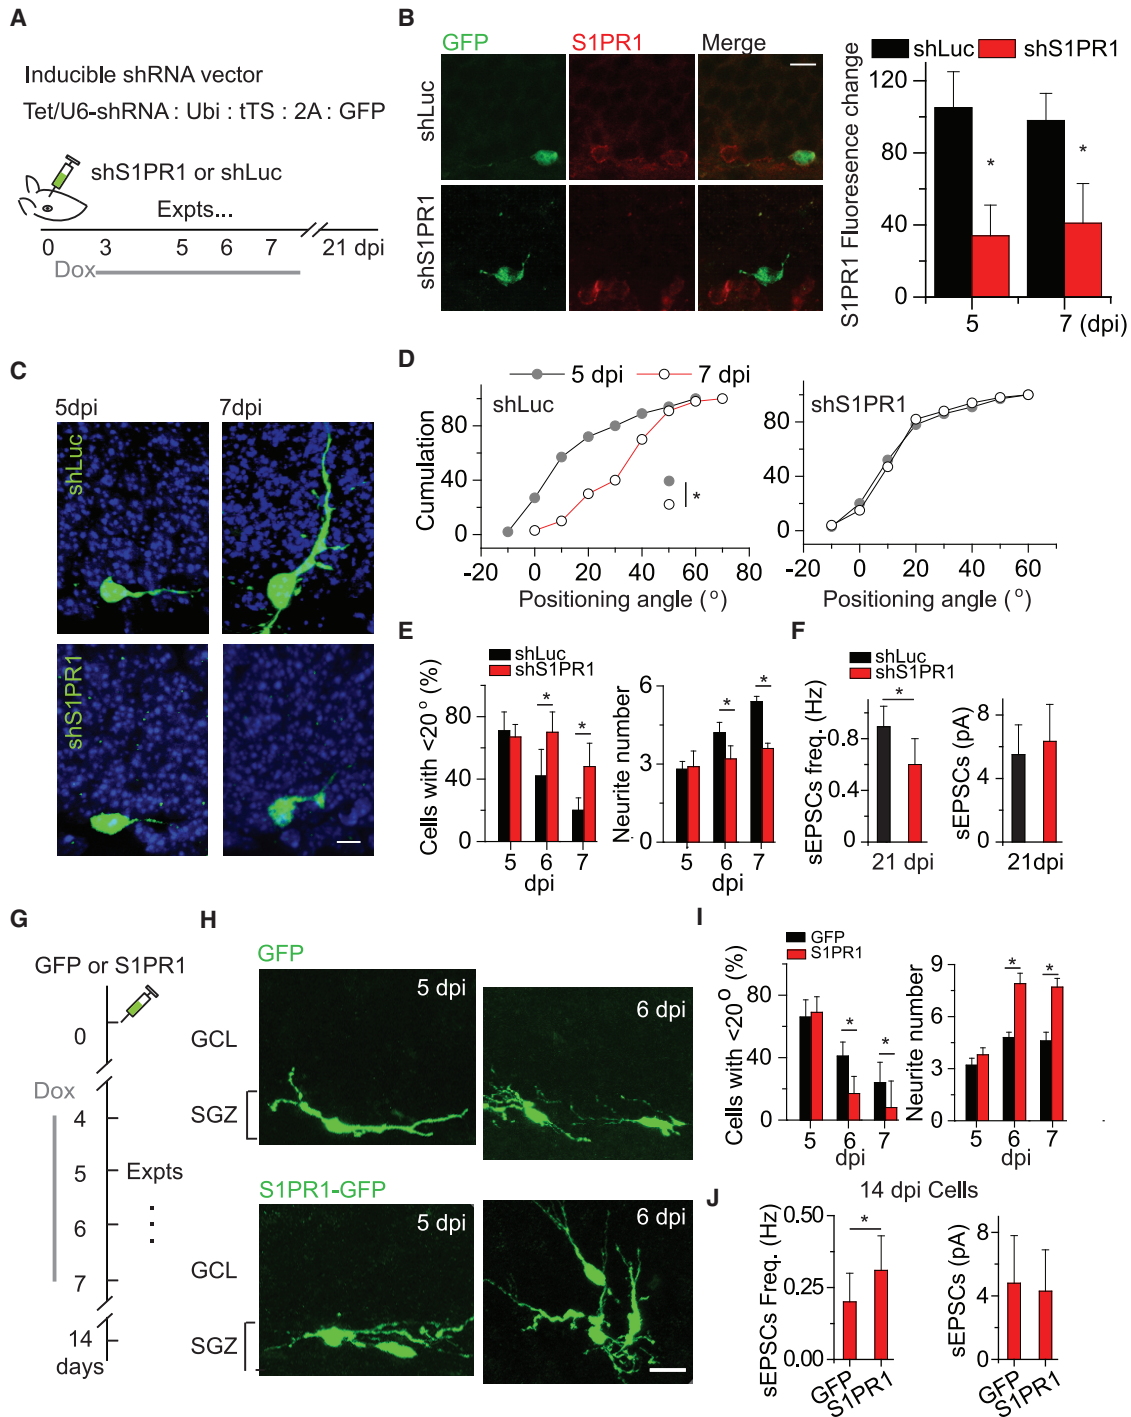 A
Inducible shRNA vector
Tet/U6-shRNA : Ubi : tTS : 2A : GFP
shS1PR1 or shLuc
Expts...
0 3 5 6 7 21 dpi
Dox
B
GFP S1PR1 Merge
shLuc
shS1PR1
shLuc shS1PR1
S1PR1 Fluoresence change
120
80
40
0
5 7 (dpi)
*
*
C
5dpi 7dpi
shLuc
shS1PR1
D
5 dpi 7 dpi
shLuc
Cumulation
80
40
0
*
-20 0 20 40 60 80
Positioning angle (°)
shS1PR1
80
40
0
-20 0 20 40 60
Positioning angle (°)
E
shLuc
shS1PR1
Cells with <20° (%)
80
40
0
*
*
5 6 7
dpi
Neurite number
6
3
0
*
*
5 6 7
dpi
F
shLuc
shS1PR1
sEPSCs freq. (Hz)
0.8
0.4
0
*
21 dpi
sEPSCs (pA)
8
4
0
21dpi
G
GFP or S1PR1
0
Dox
4
5
Expts
6
7
14
days
H
GFP
5 dpi
6 dpi
GCL
SGZ
S1PR1-GFP
5 dpi
6 dpi
GCL
SGZ
I
GFP
S1PR1
Cells with <20° (%)
80
40
0
*
*
5 6 7
dpi
Neurite number
9
6
3
0
*
*
5 6 7
dpi
J
14 dpi Cells
sEPSCs Freq. (Hz)
0.50
0.25
0.00
*
GFP
S1PR1
sEPSCs (pA)
8
4
0
GFP
S1PR1